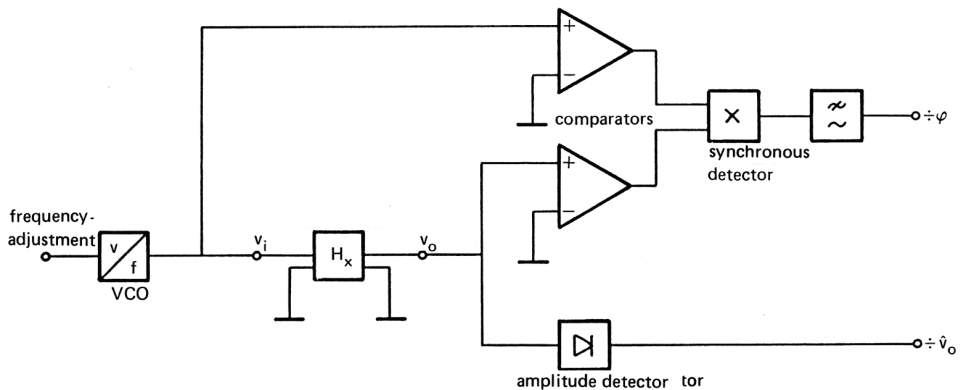 +
−
comparators
×
≁
∼
÷φ
synchronous
detector
+
−
frequency-
adjustment
v
f
VCO
v_i
H_x
v_o
÷v̂_o
amplitude detector tor